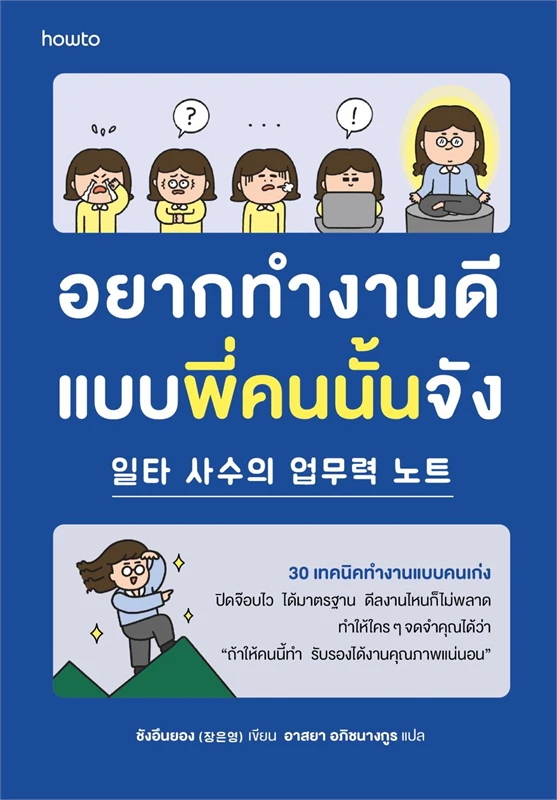 howto
?
...
!
อยากทำงานดี
แบบพี่คนนั้นจัง
일타 사수의 업무력 노트
30 เทคนิคทำงานแบบคนเก่ง
ปิดจ๊อบไว ได้มาตรฐาน ดีลงานไหนก็ไม่พลาด
ทำให้ใคร ๆ จดจำคุณได้ว่า
“ถ้าให้คนนี้ทำ รับรองได้งานคุณภาพแน่นอน”
ชังอึนยอง (장은영) เขียน อาสยา อภิชนางกูร แปล